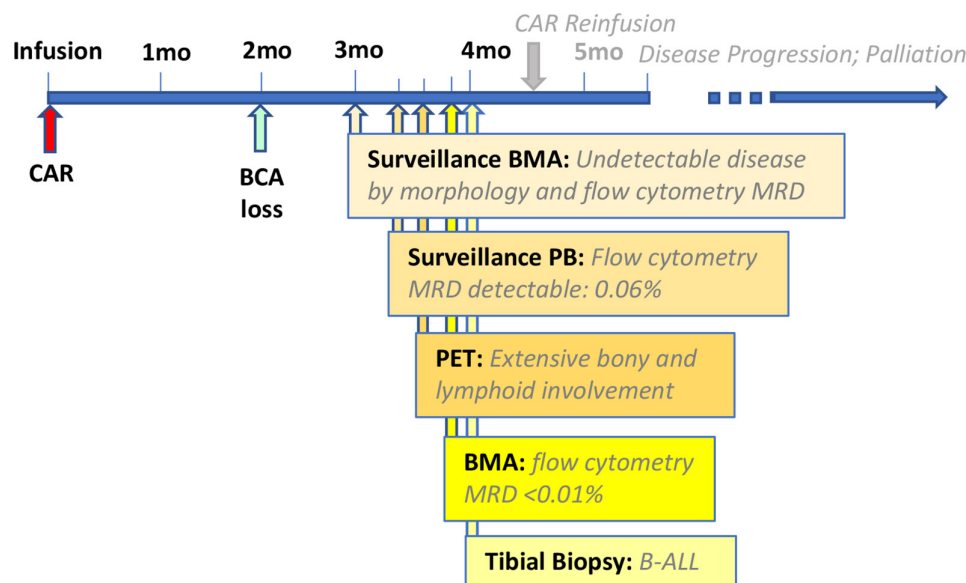 CAR Reinfusion
Infusion 1mo 2mo 3mo 4mo 5mo Disease Progression; Palliation
CAR
BCA
loss
Surveillance BMA: Undetectable disease
by morphology and flow cytometry MRD
Surveillance PB: Flow cytometry
MRD detectable: 0.06%
PET: Extensive bony and
lymphoid involvement
BMA: flow cytometry
MRD <0.01%
Tibial Biopsy: B-ALL